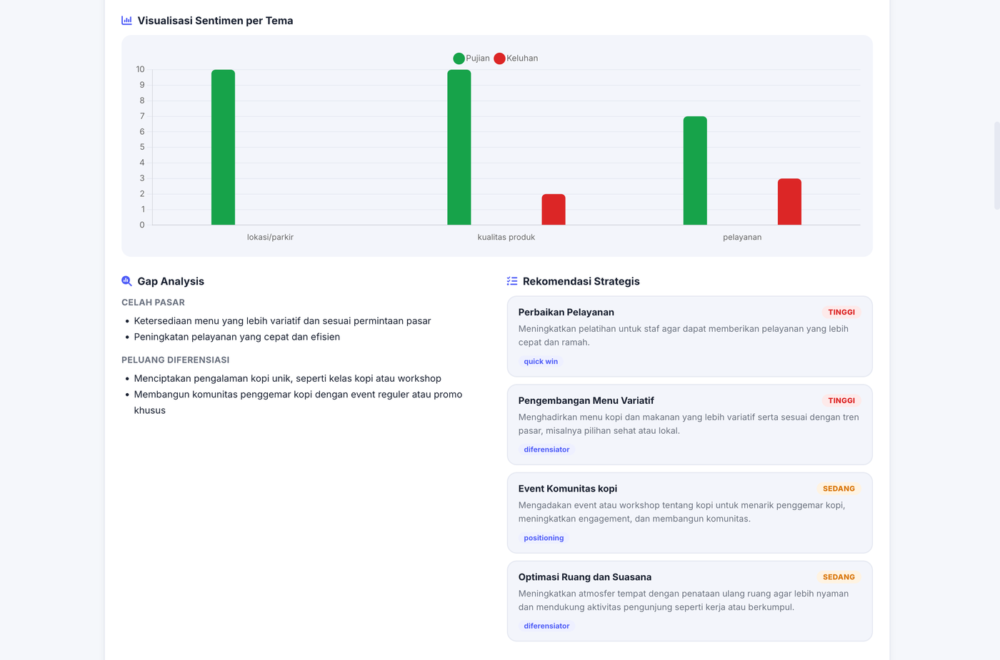 Visualisasi Sentimen per Tema
Pujian Keluhan
10
9
8
7
6
5
4
3
2
1
0
lokasi/parkir kualitas produk pelayanan
Gap Analysis
CELAH PASAR
• Ketersediaan menu yang lebih variatif dan sesuai permintaan pasar
• Peningkatan pelayanan yang cepat dan efisien
PELUANG DIFERENSIASI
• Menciptakan pengalaman kopi unik, seperti kelas kopi atau workshop
• Membangun komunitas penggemar kopi dengan event reguler atau promo
khusus
Rekomendasi Strategis
Perbaikan Pelayanan TINGGI
Meningkatkan pelatihan untuk staf agar dapat memberikan pelayanan yang lebih
cepat dan ramah.
quick win
Pengembangan Menu Variatif TINGGI
Menghadirkan menu kopi dan makanan yang lebih variatif serta sesuai dengan tren
pasar, misalnya pilihan sehat atau lokal.
diferensiator
Event Komunitas kopi SEDANG
Mengadakan event atau workshop tentang kopi untuk menarik penggemar kopi,
meningkatkan engagement, dan membangun komunitas.
positioning
Optimasi Ruang dan Suasana SEDANG
Meningkatkan atmosfer tempat dengan penataan ulang ruang agar lebih nyaman
dan mendukung aktivitas pengunjung seperti kerja atau berkumpul.
diferensiator